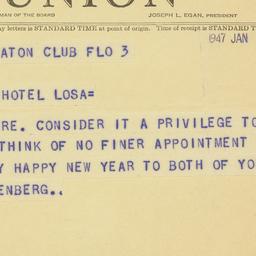 UNION
MAN OF THE BOARD
JOSEPH L. EGAN, PRESIDENT
ay letters is STANDARD TIME at point of origin. Time of receipt is STANDARD T
1947 JAN
ATON CLUB FLO 3
HOTEL LOSA=
RE. CONSIDER IT A PRIVILEGE TO
THINK OF NO FINER APPOINTMENT
Y HAPPY NEW YEAR TO BOTH OF YO
ENBERG..